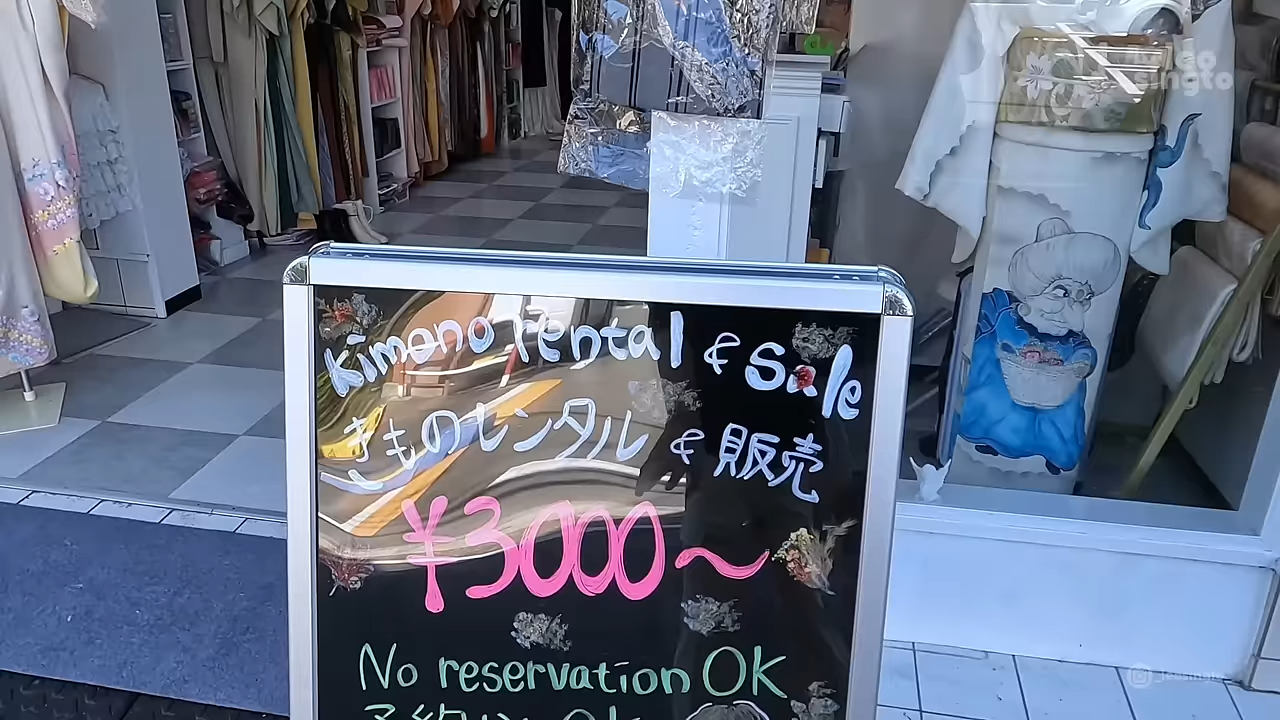 Kimono rental & Sale
きものレンタル & 販売
¥3000~
No reservation OK